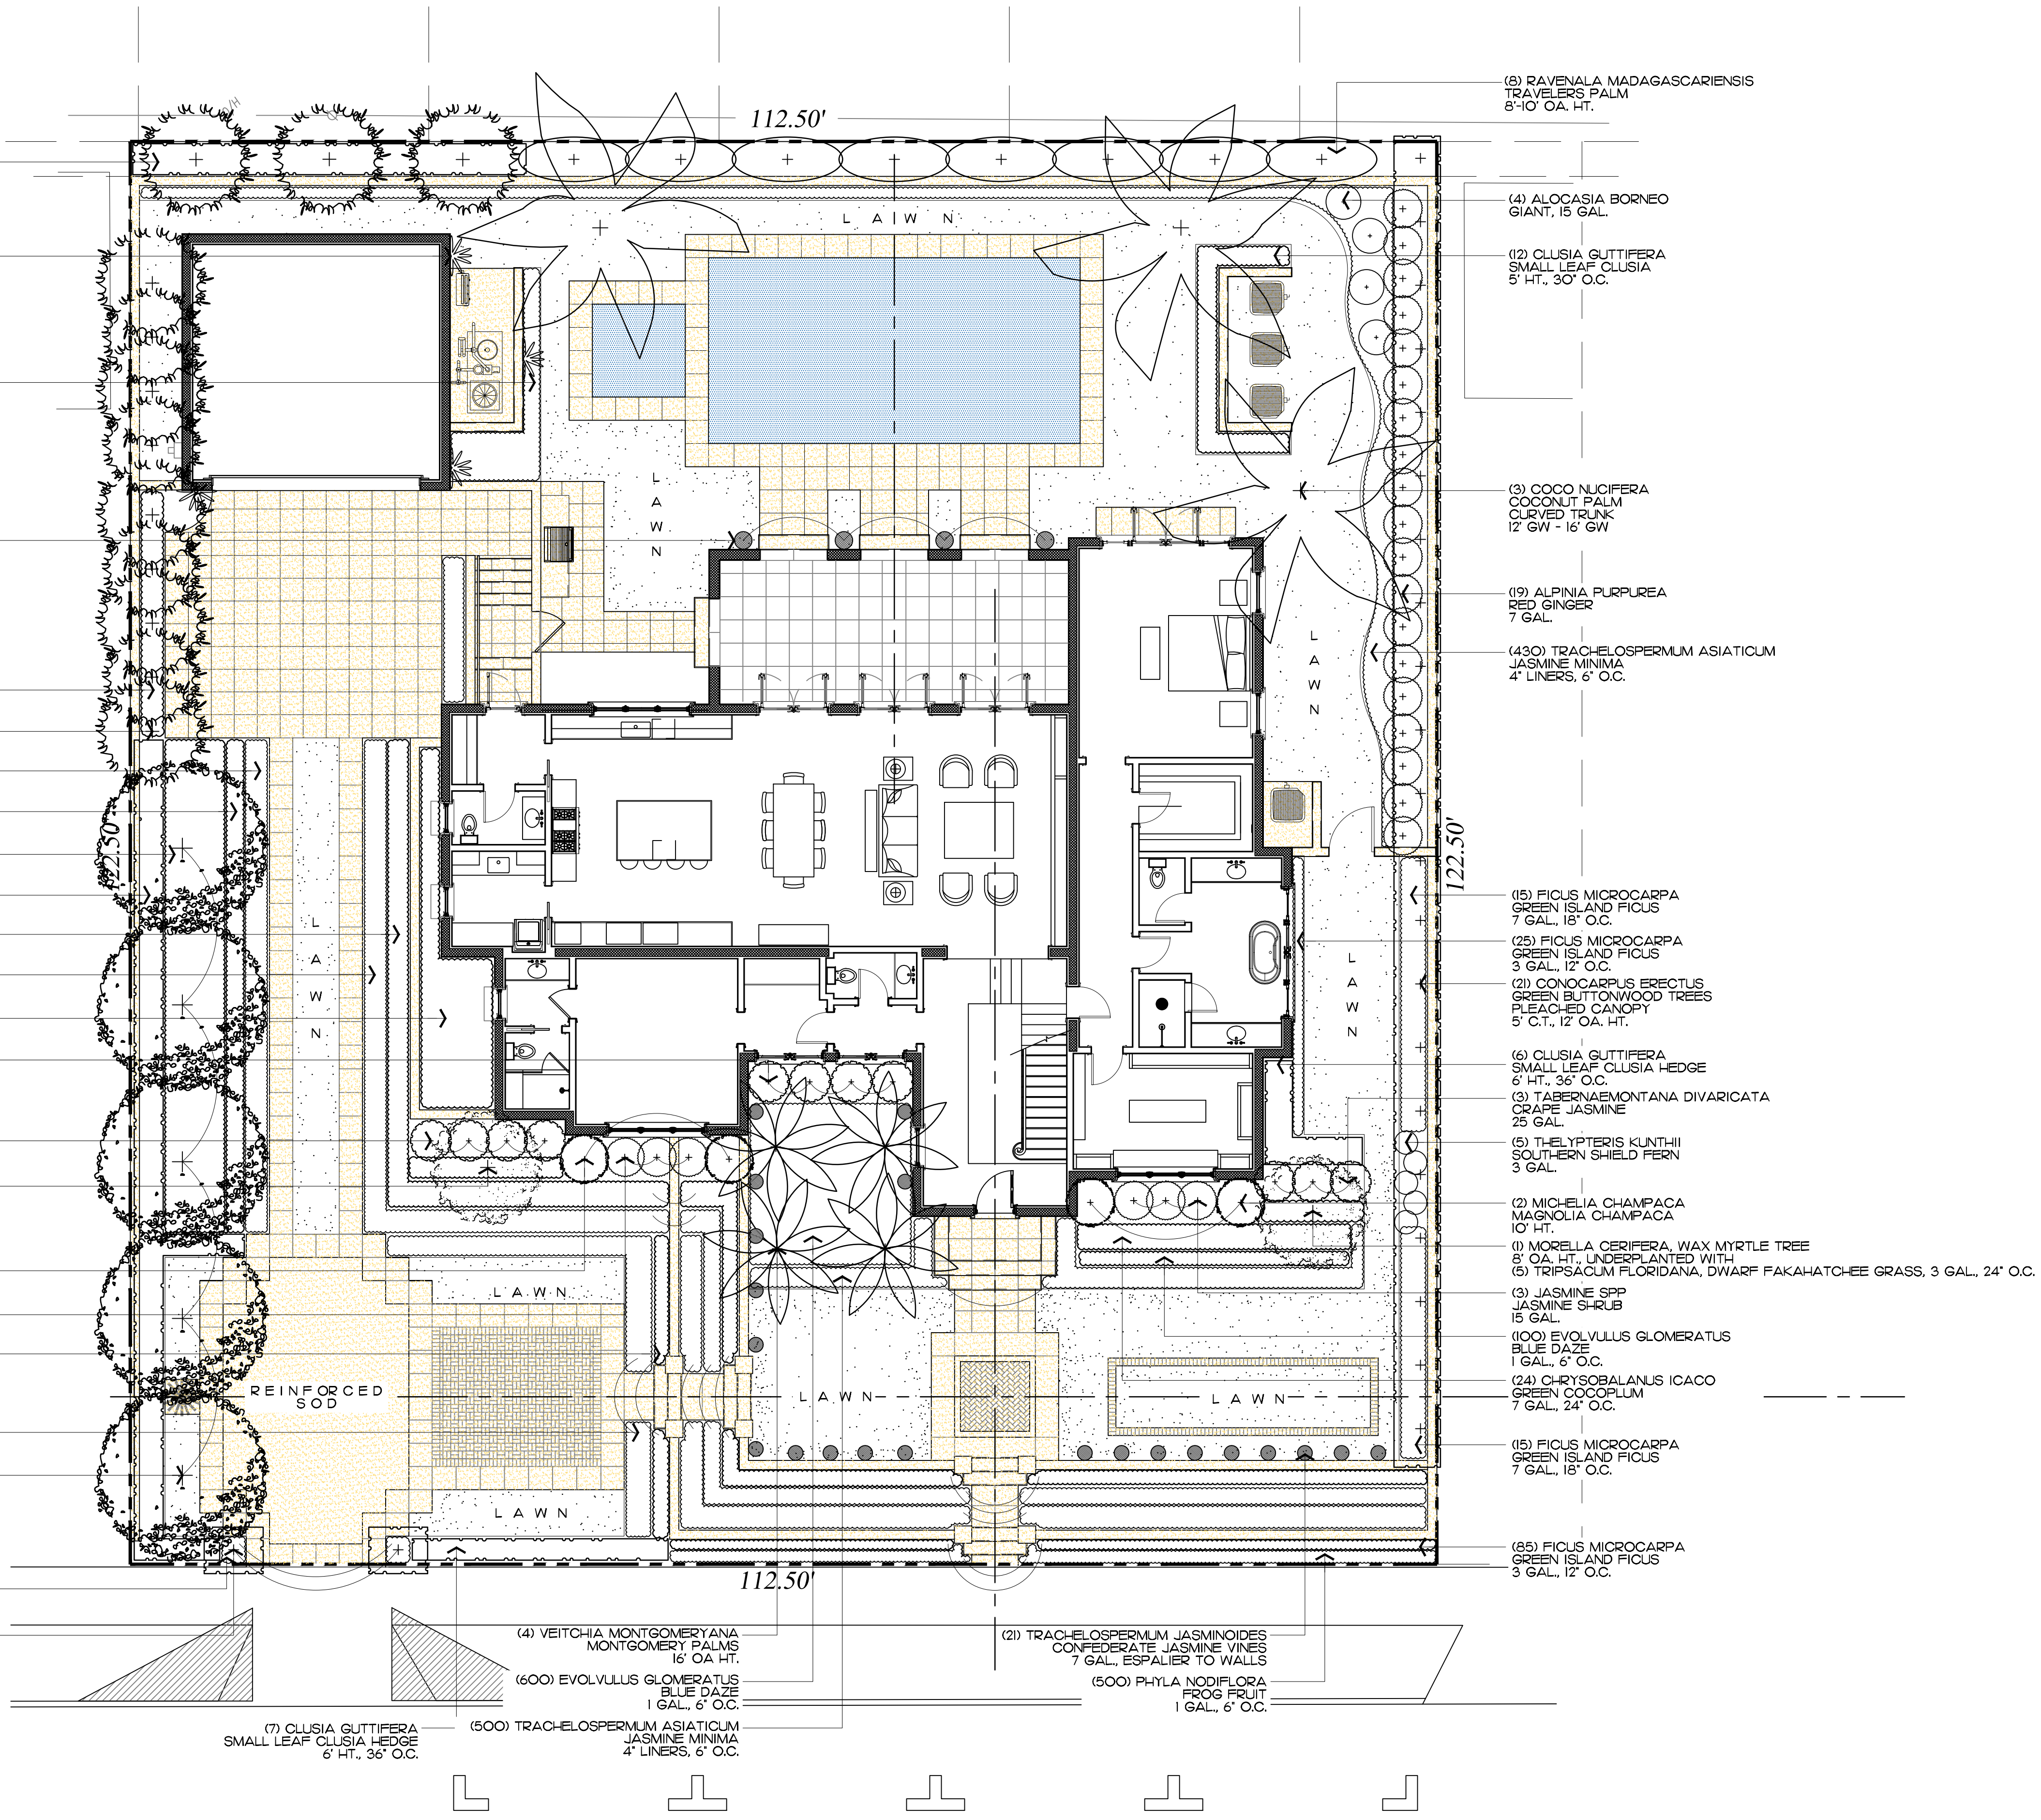 O/H
112.50'
(8) RAVENALA MADAGASCARIENSIS
TRAVELERS PALM
8'-10' OA. HT.
(4) ALOCASIA BORNEO
GIANT, 15 GAL.
LAWN
(12) CLUSIA GUTTIFERA
SMALL LEAF CLUSIA
5' HT., 30" O.C.
LAWN
(3) COCO NUCIFERA
COCONUT PALM
CURVED TRUNK
12' GW - 16' GW
(19) ALPINIA PURPUREA
RED GINGER
7 GAL.
LAWN
(430) TRACHELOSPERMUM ASIATICUM
JASMINE MINIMA
4" LINERS, 6" O.C.
122.50'
122.50'
LAWN
(15) FICUS MICROCARPA
GREEN ISLAND FICUS
7 GAL., 18" O.C.
(25) FICUS MICROCARPA
GREEN ISLAND FICUS
3 GAL., 12" O.C.
LAWN
(21) CONOCARPUS ERECTUS
GREEN BUTTONWOOD TREES
PLEACHED CANOPY
5' C.T., 12' OA. HT.
(6) CLUSIA GUTTIFERA
SMALL LEAF CLUSIA HEDGE
6' HT., 36" O.C.
(3) TABERNAEMONTANA DIVARICATA
CRAPE JASMINE
25 GAL.
(5) THELYPTERIS KUNTHII
SOUTHERN SHIELD FERN
3 GAL.
(2) MICHELIA CHAMPACA
MAGNOLIA CHAMPACA
10' HT.
(1) MORELLA CERIFERA, WAX MYRTLE TREE
8' OA. HT., UNDERPLANTED WITH
(5) TRIPSACUM FLORIDANA, DWARF FAKAHATCHEE GRASS, 3 GAL., 24" O.C.
LAWN
(3) JASMINE SPP
JASMINE SHRUB
15 GAL.
(100) EVOLVULUS GLOMERATUS
BLUE DAZE
1 GAL., 6" O.C.
(24) CHRYSOBALANUS ICACO
GREEN COCOPLUM
7 GAL., 24" O.C.
REINFORCED
SOD
LAWN
LAWN
(15) FICUS MICROCARPA
GREEN ISLAND FICUS
7 GAL., 18" O.C.
LAWN
(85) FICUS MICROCARPA
GREEN ISLAND FICUS
3 GAL., 12" O.C.
112.50'
(4) VEITCHIA MONTGOMERYANA
MONTGOMERY PALMS
16' OA HT.
(21) TRACHELOSPERMUM JASMINOIDES
CONFEDERATE JASMINE VINES
7 GAL., ESPALIER TO WALLS
(600) EVOLVULUS GLOMERATUS
BLUE DAZE
1 GAL., 6" O.C.
(500) PHYLA NODIFLORA
FROG FRUIT
1 GAL., 6" O.C.
(7) CLUSIA GUTTIFERA
SMALL LEAF CLUSIA HEDGE
6' HT., 36" O.C.
(500) TRACHELOSPERMUM ASIATICUM
JASMINE MINIMA
4" LINERS, 6" O.C.